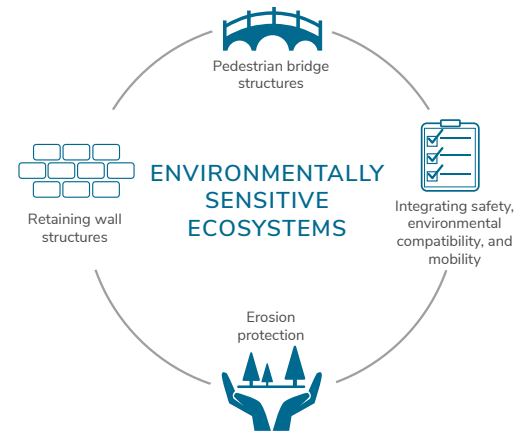 Pedestrian bridge
structures
ENVIRONMENTALLY
SENSITIVE
ECOSYSTEMS
Retaining wall
structures
Integrating safety,
environmental
compatibility, and
mobility
Erosion
protection